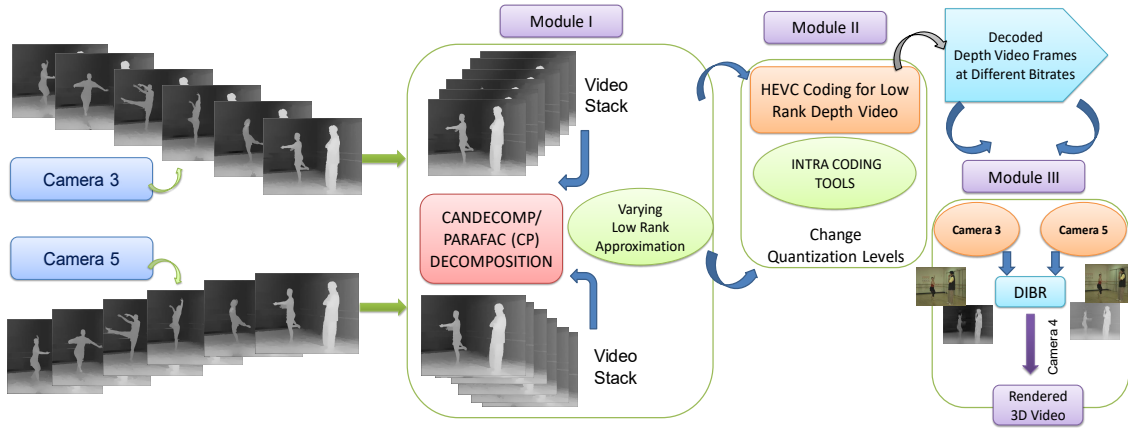 Module I
Module II
Decoded
Depth Video Frames
at Different Bitrates
Video
Stack
HEVC Coding for Low
Rank Depth Video
Camera 3
INTRA CODING
TOOLS
Module III
CANDECOMP/
PARAFAC (CP)
DECOMPOSITION
Varying
Low Rank
Approximation
Change
Quantization Levels
Camera 3
Camera 5
Camera 5
DIBR
Camera 4
Video
Stack
Rendered
3D Video